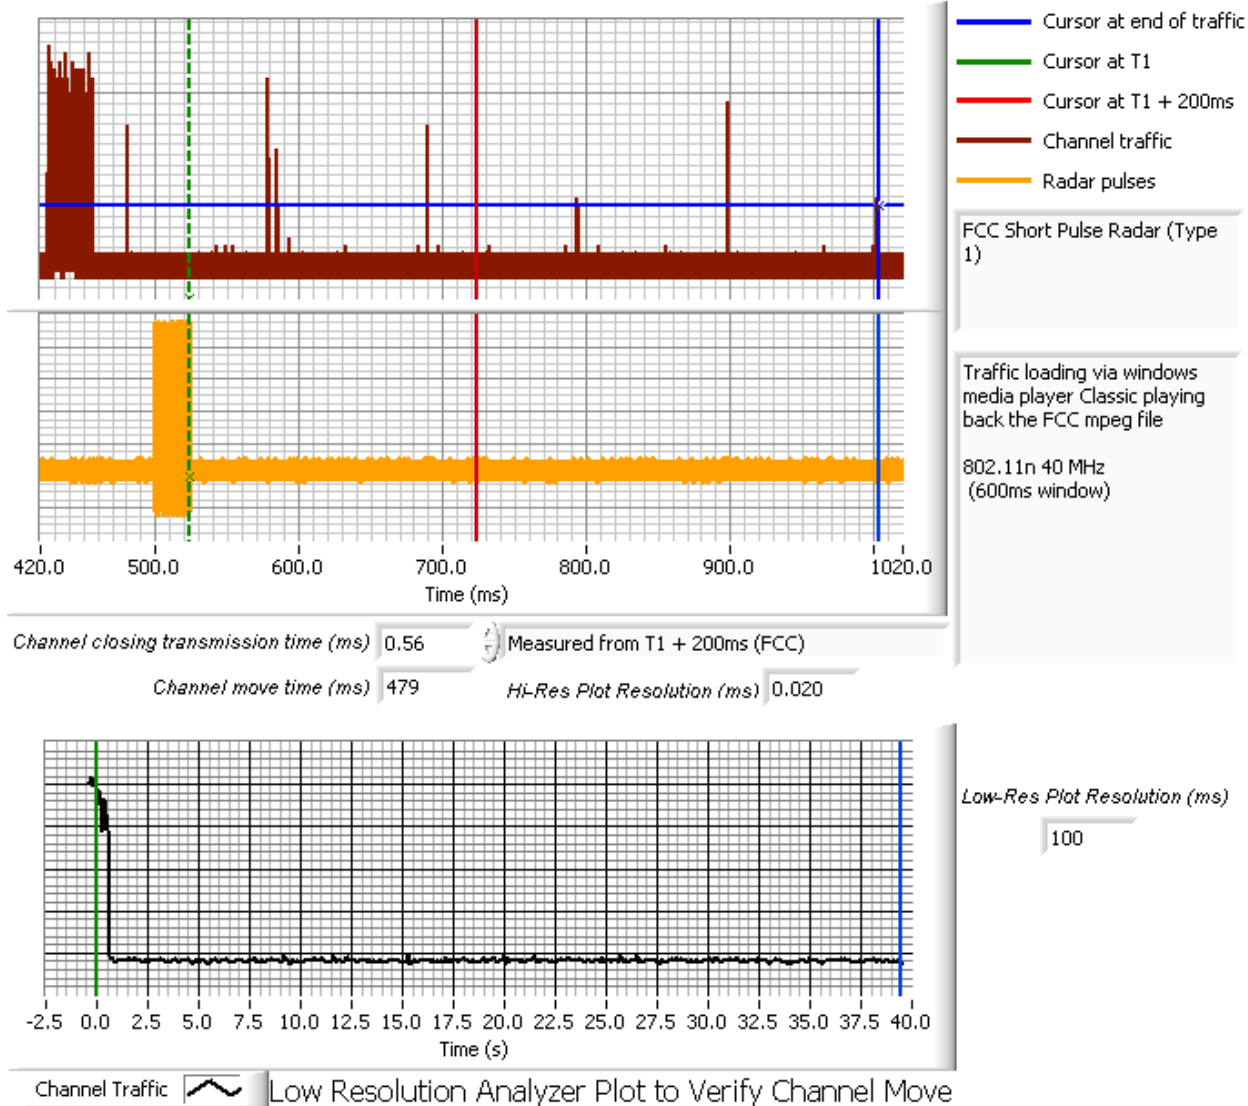 Cursor at end of traffic
Cursor at T1
Cursor at T1 + 200ms
Channel traffic
Radar pulses
FCC Short Pulse Radar (Type
1)
Traffic loading via windows
media player Classic playing
back the FCC mpeg file
802.11n 40 MHz
(600ms window)
420.0 500.0 600.0 700.0 800.0 900.0 1020.0
Time (ms)
Channel closing transmission time (ms) 0.56 Measured from T1 + 200ms (FCC)
Channel move time (ms) 479 Hi-Res Plot Resolution (ms) 0.020
Low-Res Plot Resolution (ms)
100
-2.5 0.0 2.5 5.0 7.5 10.0 12.5 15.0 17.5 20.0 22.5 25.0 27.5 30.0 32.5 35.0 37.5 40.0
Time (s)
Channel Traffic Low Resolution Analyzer Plot to Verify Channel Move